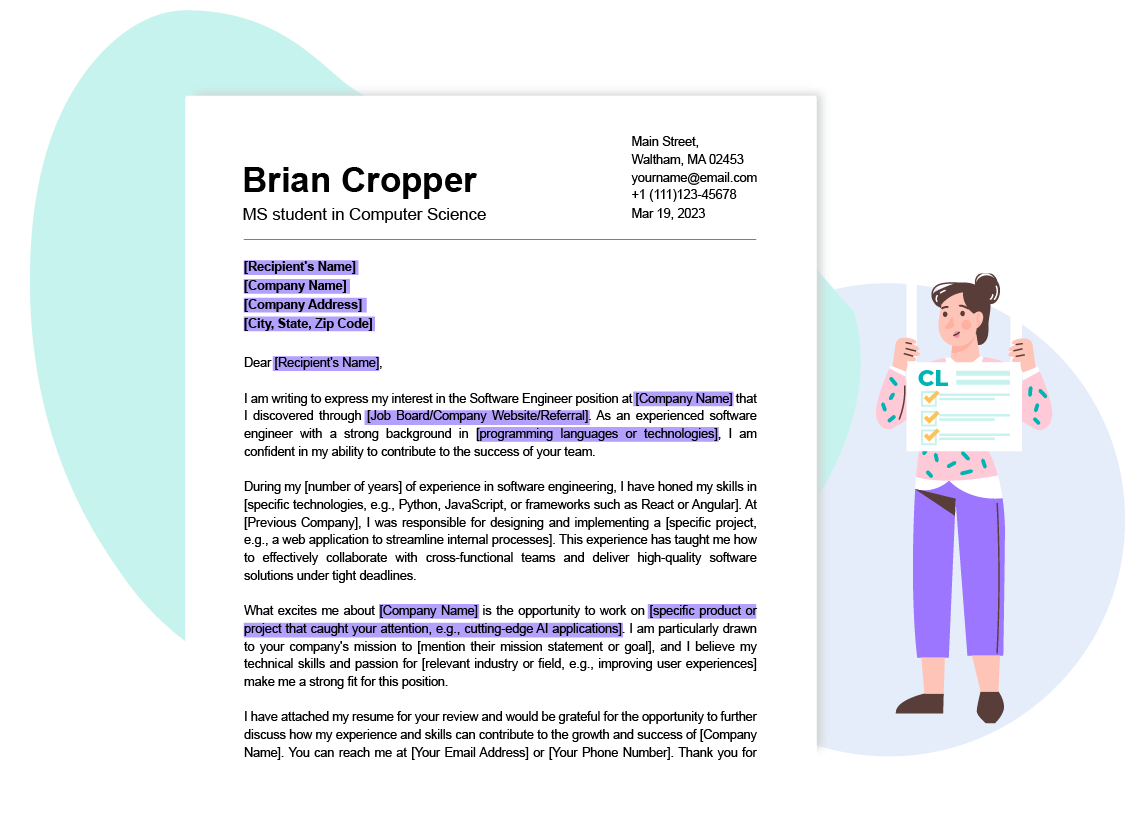 Main Street,
Waltham, MA 02453
yourname@email.com
+1 (111)123-45678
Mar 19, 2023
Brian Cropper
MS student in Computer Science
[Recipient's Name]
[Company Name]
[Company Address]
[City, State, Zip Code]
Dear [Recipient's Name],
I am writing to express my interest in the Software Engineer position at [Company Name] that
I discovered through [Job Board/Company Website/Referral]. As an experienced software
engineer with a strong background in [programming languages or technologies], I am
confident in my ability to contribute to the success of your team.
During my [number of years] of experience in software engineering, I have honed my skills in
[specific technologies, e.g., Python, JavaScript, or frameworks such as React or Angular]. At
[Previous Company], I was responsible for designing and implementing a [specific project,
e.g., a web application to streamline internal processes]. This experience has taught me how
to effectively collaborate with cross-functional teams and deliver high-quality software
solutions under tight deadlines.
What excites me about [Company Name] is the opportunity to work on [specific product or
project that caught your attention, e.g., cutting-edge AI applications]. I am particularly drawn
to your company's mission to [mention their mission statement or goal], and I believe my
technical skills and passion for [relevant industry or field, e.g., improving user experiences]
make me a strong fit for this position.
I have attached my resume for your review and would be grateful for the opportunity to further
discuss how my experience and skills can contribute to the growth and success of [Company
Name]. You can reach me at [Your Email Address] or [Your Phone Number]. Thank you for
CL